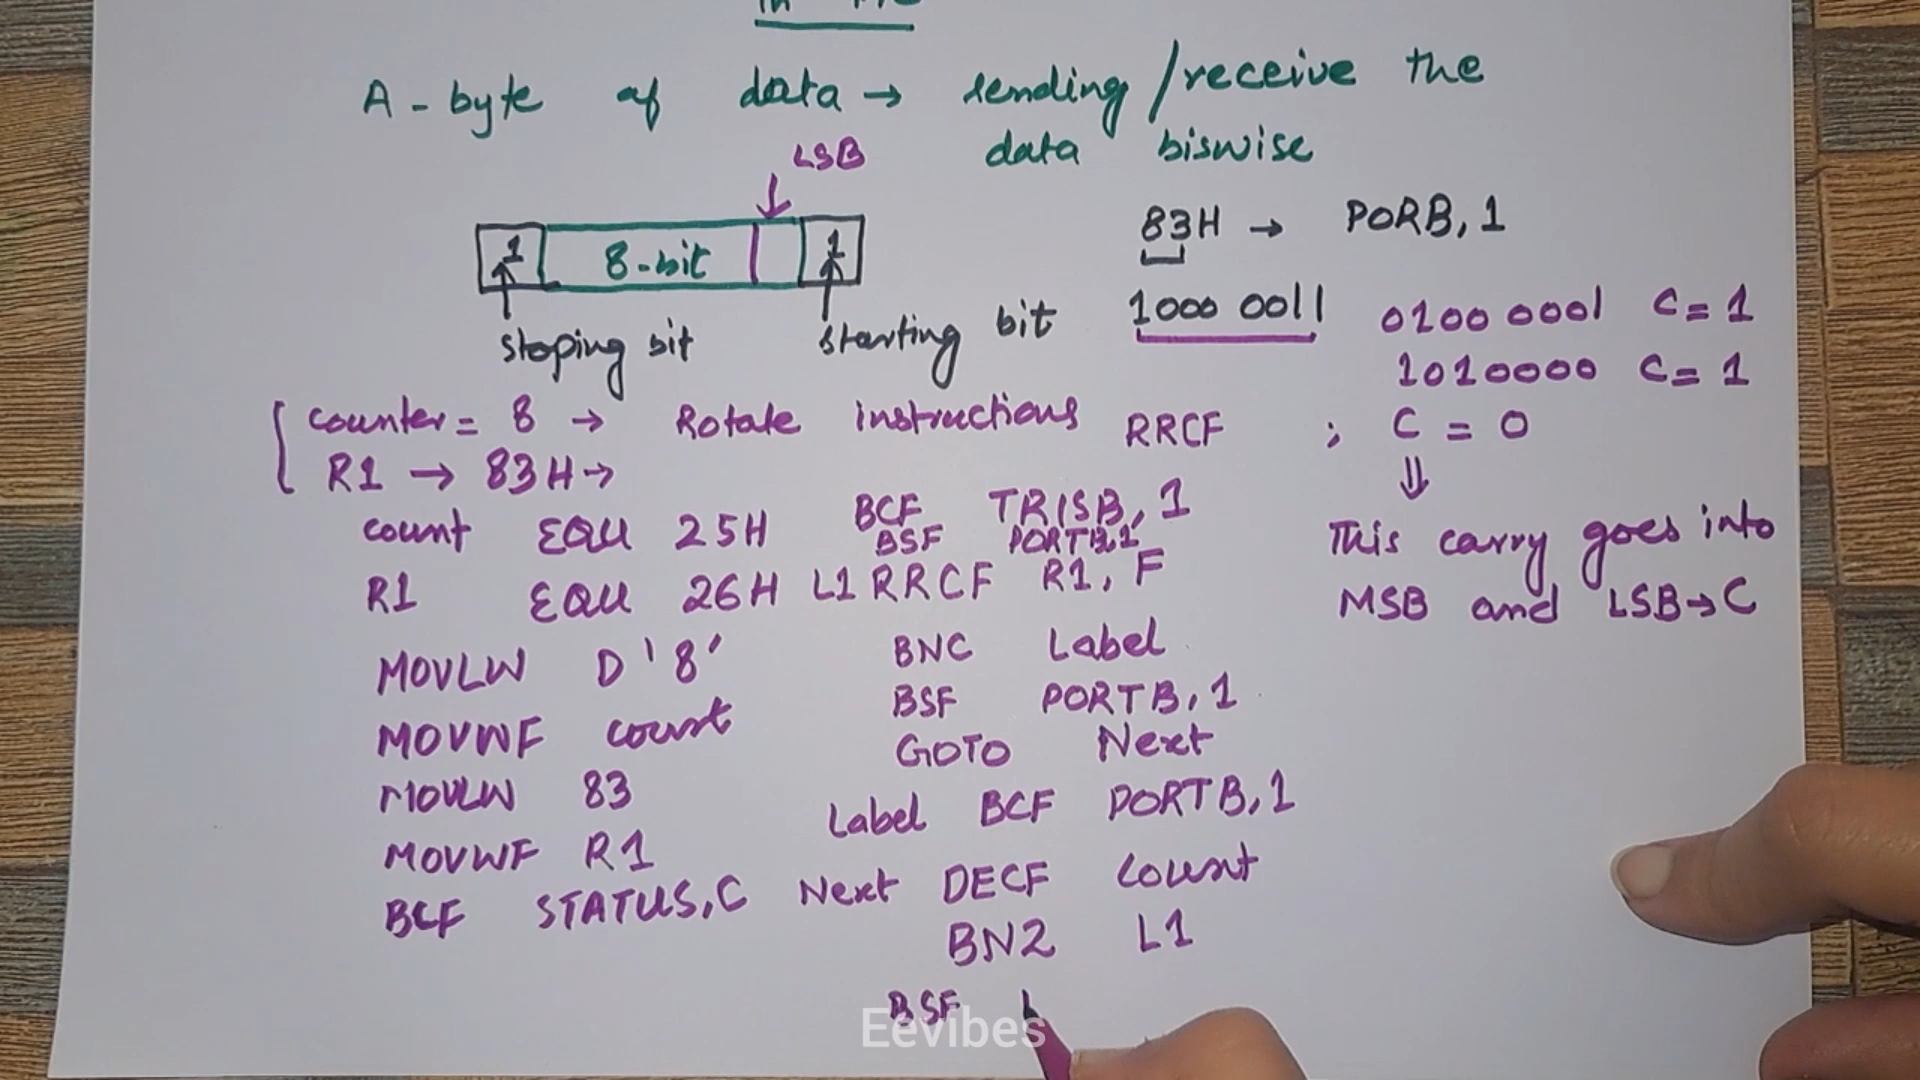 A-byte of data → sending/receive the
data biswise
LSB
1 8-bit 1
stoping bit
starting bit
83H → PORB,1
1000 0011
0100 0001 C=1
1010000 C=1
counter = 8 → Rotate instructions RRCF ; C = 0
R1 → 83H→
⇓
This carry goes into
MSB and LSB→C
count EQU 25H
R1 EQU 26H
MOVLW D'8'
MOVWF count
MOVLW 83
MOVWF R1
BCF STATUS,C
BCF TRISB,1
BSF PORTB,1
L1 RRCF R1,F
BNC Label
BSF PORTB,1
GOTO Next
Label BCF PORTB,1
Next DECF count
BNZ L1
BSF
Eevibes